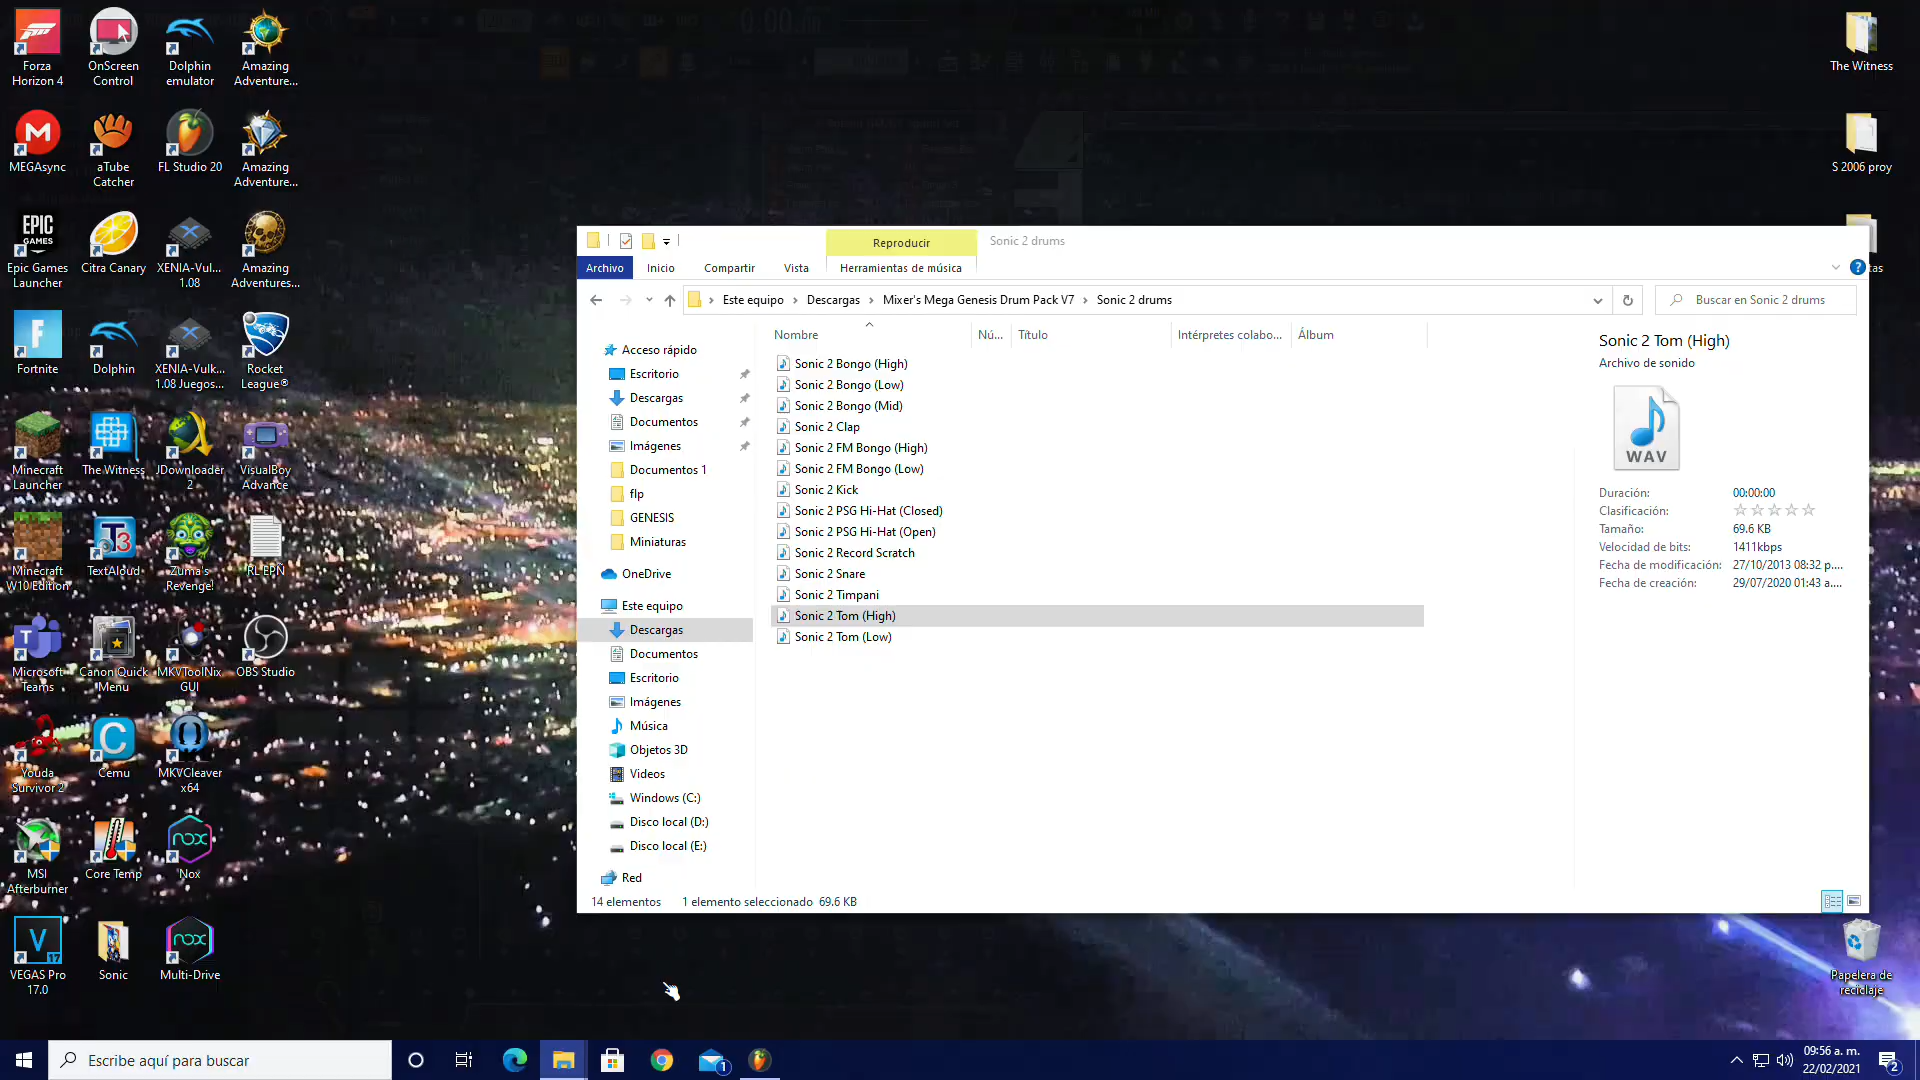 Forza
Horizon 4
OnScreen
Control
Dolphin
emulator
Amazing
Adventure...
MEGAsync
aTube
Catcher
FL Studio 20
Amazing
Adventure...
EPIC
GAMES
Epic Games
Launcher
Citra Canary
XENIA-Vul...
1.08
Amazing
Adventures...
Fortnite
Dolphin
XENIA-Vulk...
1.08 Juegos...
Rocket
League®
Minecraft
Launcher
The Witness
JDownloader
2
VisualBoy
Advance
Minecraft
W10 Edition
TextAloud
Zuma's
Revenge!
RL EPN
Microsoft
Teams
Canon Quick
Menu
MKVToolNix
GUI
OBS Studio
Youda
Survivor 2
Cemu
MKVCleaver
x64
MSI
Afterburner
Core Temp
nox
Nox
VEGAS Pro
17.0
Sonic
nox
Multi-Drive
The Witness
S 2006 proy
tas
Papelera de
reciclaje
Reproducir
Sonic 2 drums
Archivo
Inicio
Compartir
Vista
Herramientas de música
Este equipo
Descargas
Mixer's Mega Genesis Drum Pack V7
Sonic 2 drums
Buscar en Sonic 2 drums
Nombre
Nú...
Título
Intérpretes colabo...
Álbum
Acceso rápido
Escritorio
Descargas
Documentos
Imágenes
Documentos 1
flp
GENESIS
Miniaturas
OneDrive
Este equipo
Descargas
Documentos
Escritorio
Imágenes
Música
Objetos 3D
Videos
Windows (C:)
Disco local (D:)
Disco local (E:)
Red
Sonic 2 Bongo (High)
Sonic 2 Bongo (Low)
Sonic 2 Bongo (Mid)
Sonic 2 Clap
Sonic 2 FM Bongo (High)
Sonic 2 FM Bongo (Low)
Sonic 2 Kick
Sonic 2 PSG Hi-Hat (Closed)
Sonic 2 PSG Hi-Hat (Open)
Sonic 2 Record Scratch
Sonic 2 Snare
Sonic 2 Timpani
Sonic 2 Tom (High)
Sonic 2 Tom (Low)
Sonic 2 Tom (High)
Archivo de sonido
WAV
Duración: 00:00:00
Clasificación:
Tamaño: 69.6 KB
Velocidad de bits: 1411kbps
Fecha de modificación: 27/10/2013 08:32 p....
Fecha de creación: 29/07/2020 01:43 a....
14 elementos
1 elemento seleccionado 69.6 KB
Escribe aquí para buscar
1
09:56 a. m.
22/02/2021
2